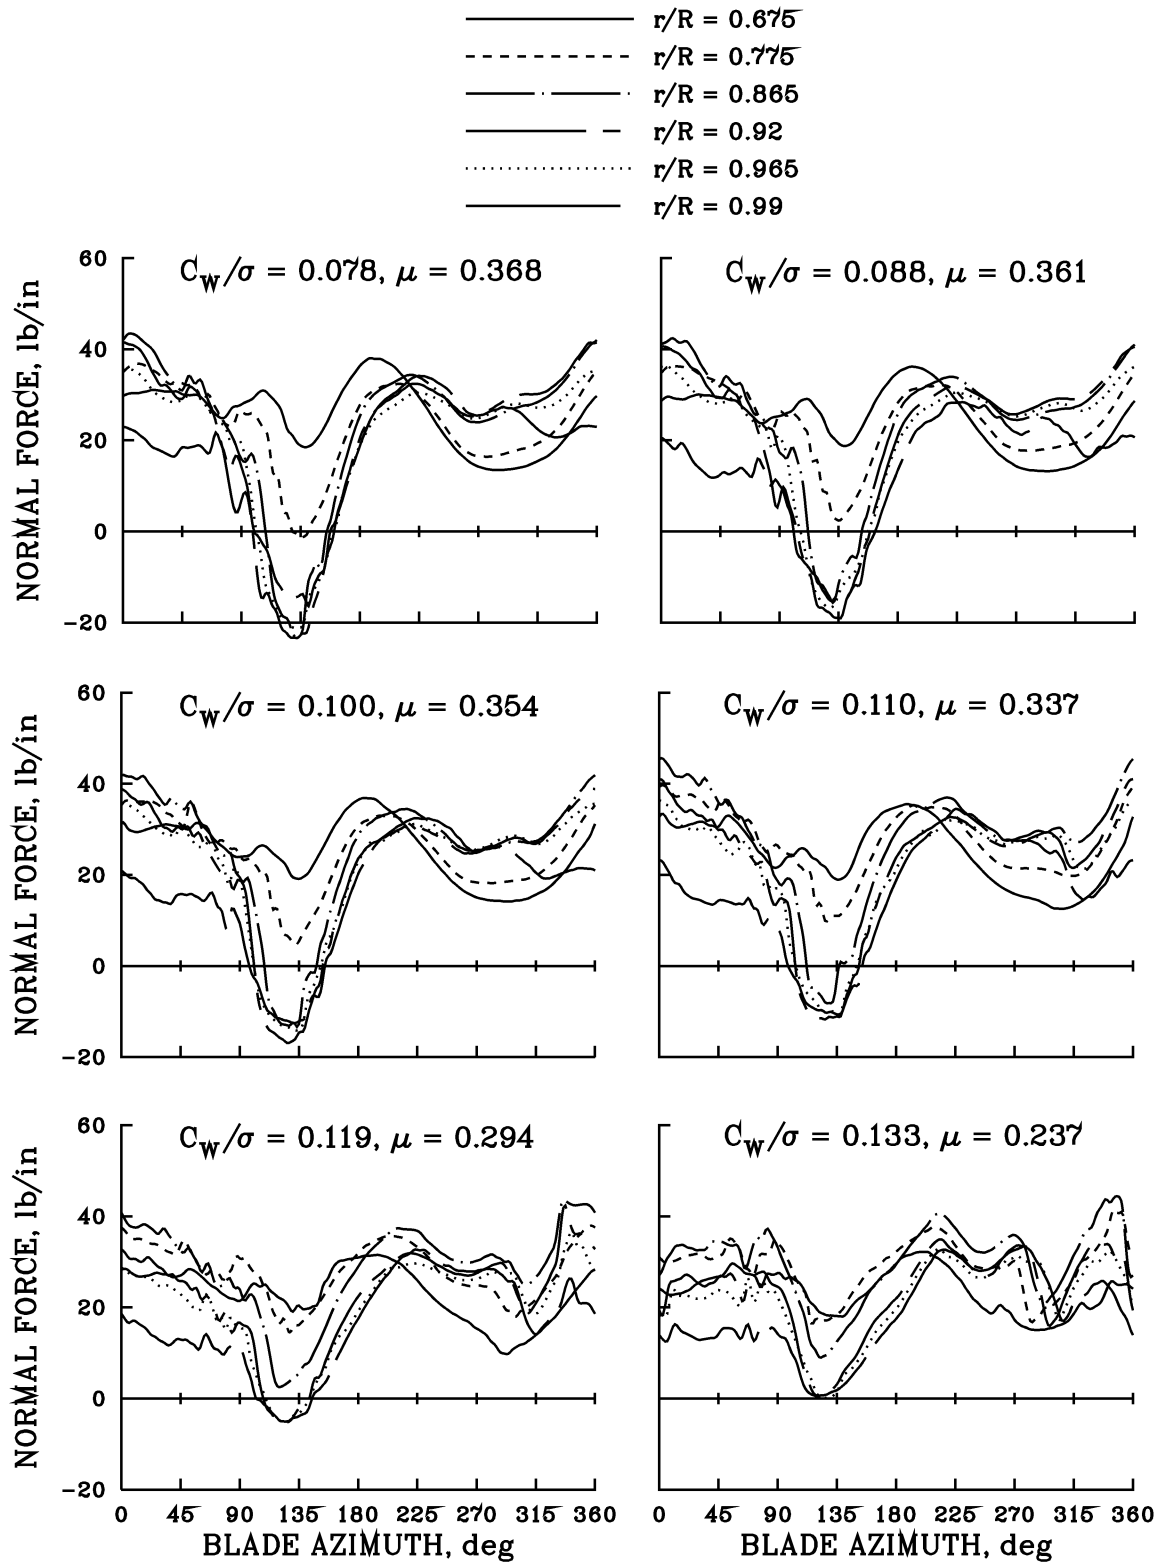 r/R = 0.675
r/R = 0.775
r/R = 0.865
r/R = 0.92
r/R = 0.965
r/R = 0.99
C_W/σ = 0.078, μ = 0.368
C_W/σ = 0.088, μ = 0.361
60
40
20
0
-20
NORMAL FORCE, lb/in
C_W/σ = 0.100, μ = 0.354
C_W/σ = 0.110, μ = 0.337
60
40
20
0
-20
NORMAL FORCE, lb/in
C_W/σ = 0.119, μ = 0.294
C_W/σ = 0.133, μ = 0.237
60
40
20
0
-20
NORMAL FORCE, lb/in
0 45 90 135 180 225 270 315 360
0 45 90 135 180 225 270 315 360
BLADE AZIMUTH, deg
BLADE AZIMUTH, deg